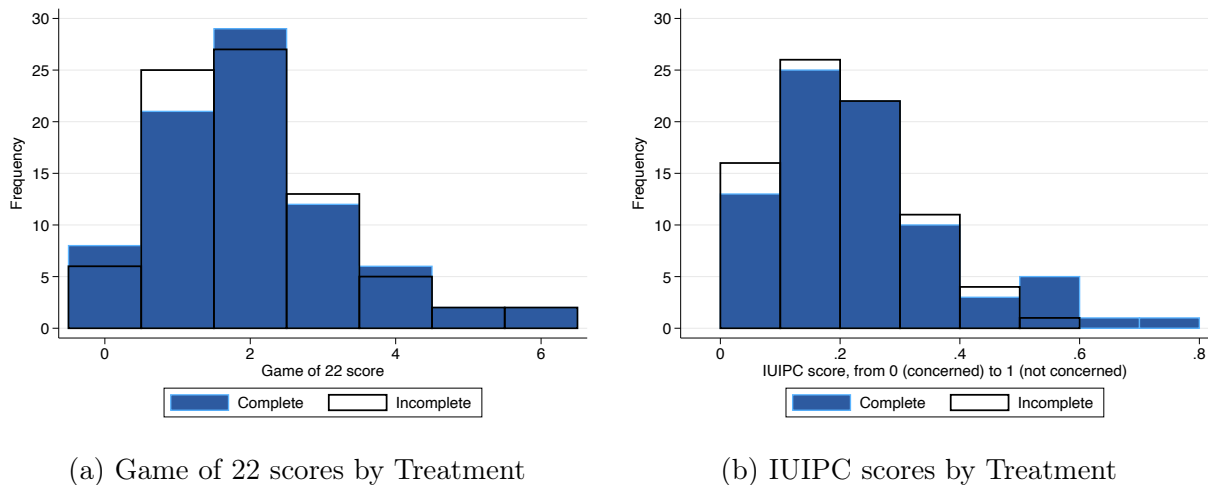 30
25
20
15
10
5
0
Frequency
0 2 4 6
Game of 22 score
Complete Incomplete
(a) Game of 22 scores by Treatment
30
25
20
15
10
5
0
Frequency
0 .2 .4 .6 .8
IUIPC score, from 0 (concerned) to 1 (not concerned)
Complete Incomplete
(b) IUIPC scores by Treatment